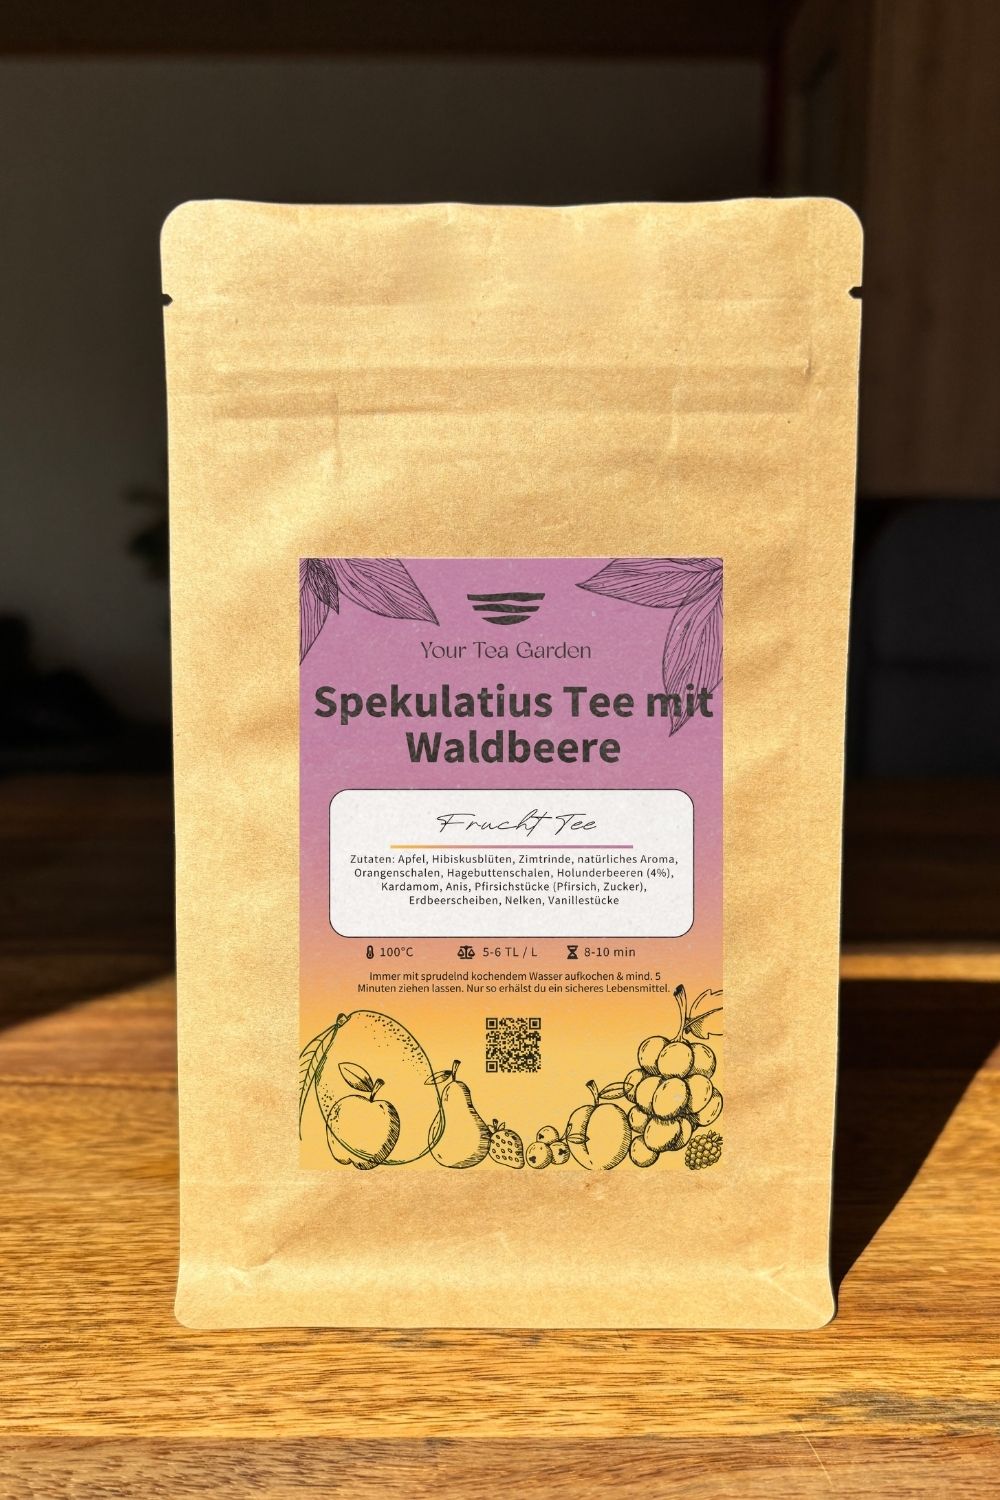 Your Tea Garden
Spekulatius Tee mit
Waldbeere
Frucht Tee
Zutaten: Apfel, Hibiskusblüten, Zimtrinde, natürliches Aroma,
Orangenschalen, Hagebuttenschalen, Holunderbeeren (4%),
Kardamom, Anis, Pfirsichstücke (Pfirsich, Zucker),
Erdbeerscheiben, Nelken, Vanillestücke
100°C 5-6 TL / L 8-10 min
Immer mit sprudelnd kochendem Wasser aufkochen & mind. 5
Minuten ziehen lassen. Nur so erhälst du ein sicheres Lebensmittel.